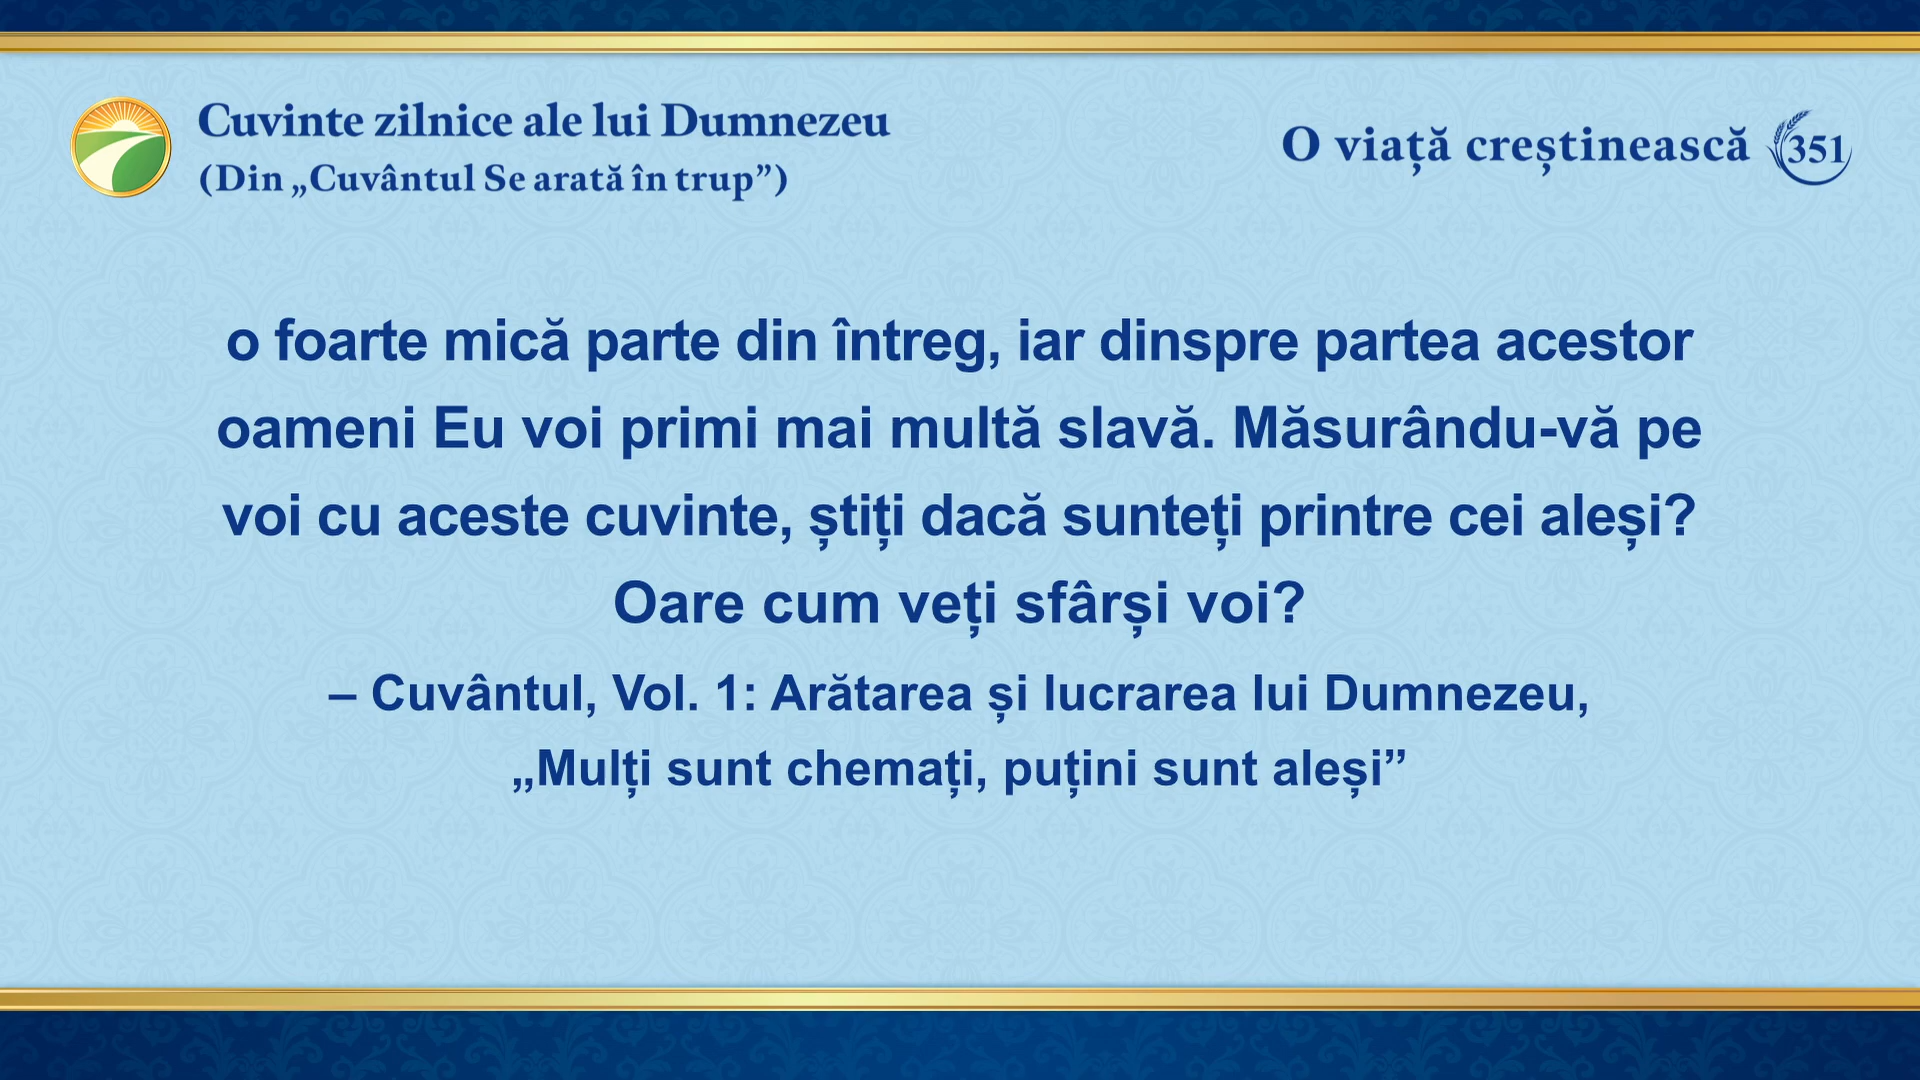 Cuvinte zilnice ale lui Dumnezeu
(Din „Cuvântul Se arată în trup”)
O viață creștinească 351
o foarte mică parte din întreg, iar dinspre partea acestor
oameni Eu voi primi mai multă slavă. Măsurându-vă pe
voi cu aceste cuvinte, știți dacă sunteți printre cei aleși?
Oare cum veți sfârși voi?
– Cuvântul, Vol. 1: Arătarea și lucrarea lui Dumnezeu,
„Mulți sunt chemați, puțini sunt aleși”